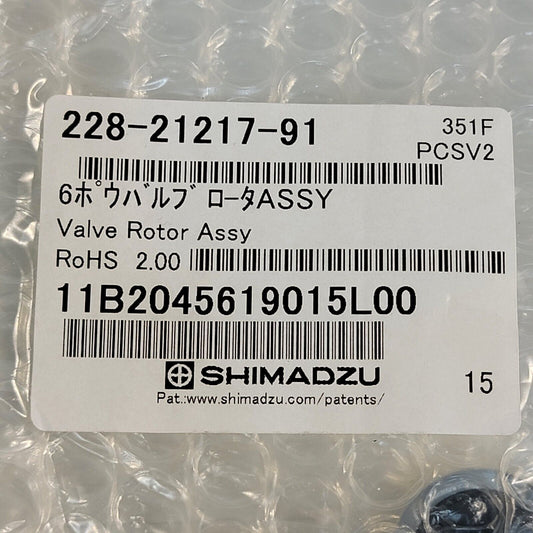 228-21217-91
351F
PCSV2
6ﾎﾟｳﾊﾞﾙﾌﾞ ﾛｰﾀASSY
Valve Rotor Assy
RoHS 2.00
11B2045619015L00
SHIMADZU
Pat.:www.shimadzu.com/patents/
15